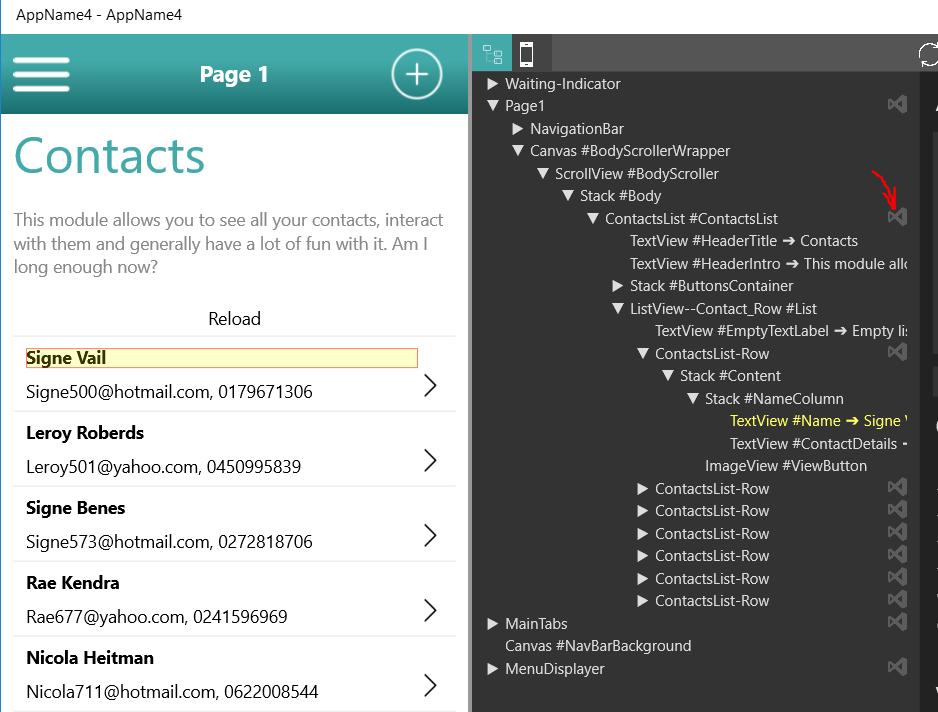 AppName4 - AppName4
Page 1
Contacts
This module allows you to see all your contacts, interact
with them and generally have a lot of fun with it. Am I
long enough now?
Reload
Signe Vail
Signe500@hotmail.com, 0179671306
Leroy Roberds
Leroy501@yahoo.com, 0450995839
Signe Benes
Signe573@hotmail.com, 0272818706
Rae Kendra
Rae677@yahoo.com, 0241596969
Nicola Heitman
Nicola711@hotmail.com, 0622008544
▶ Waiting-Indicator
▼ Page1
▶ NavigationBar
▼ Canvas #BodyScrollerWrapper
▼ ScrollView #BodyScroller
▼ Stack #Body
▼ ContactsList #ContactsList
TextView #HeaderTitle ➔ Contacts
TextView #HeaderIntro ➔ This module allo
▶ Stack #ButtonsContainer
▼ ListView--Contact_Row #List
TextView #EmptyTextLabel ➔ Empty lis
▼ ContactsList-Row
▼ Stack #Content
▼ Stack #NameColumn
TextView #Name ➔ Signe V
TextView #ContactDetails
ImageView #ViewButton
▶ ContactsList-Row
▶ ContactsList-Row
▶ ContactsList-Row
▶ ContactsList-Row
▶ ContactsList-Row
▶ ContactsList-Row
▶ MainTabs
Canvas #NavBarBackground
▶ MenuDisplayer